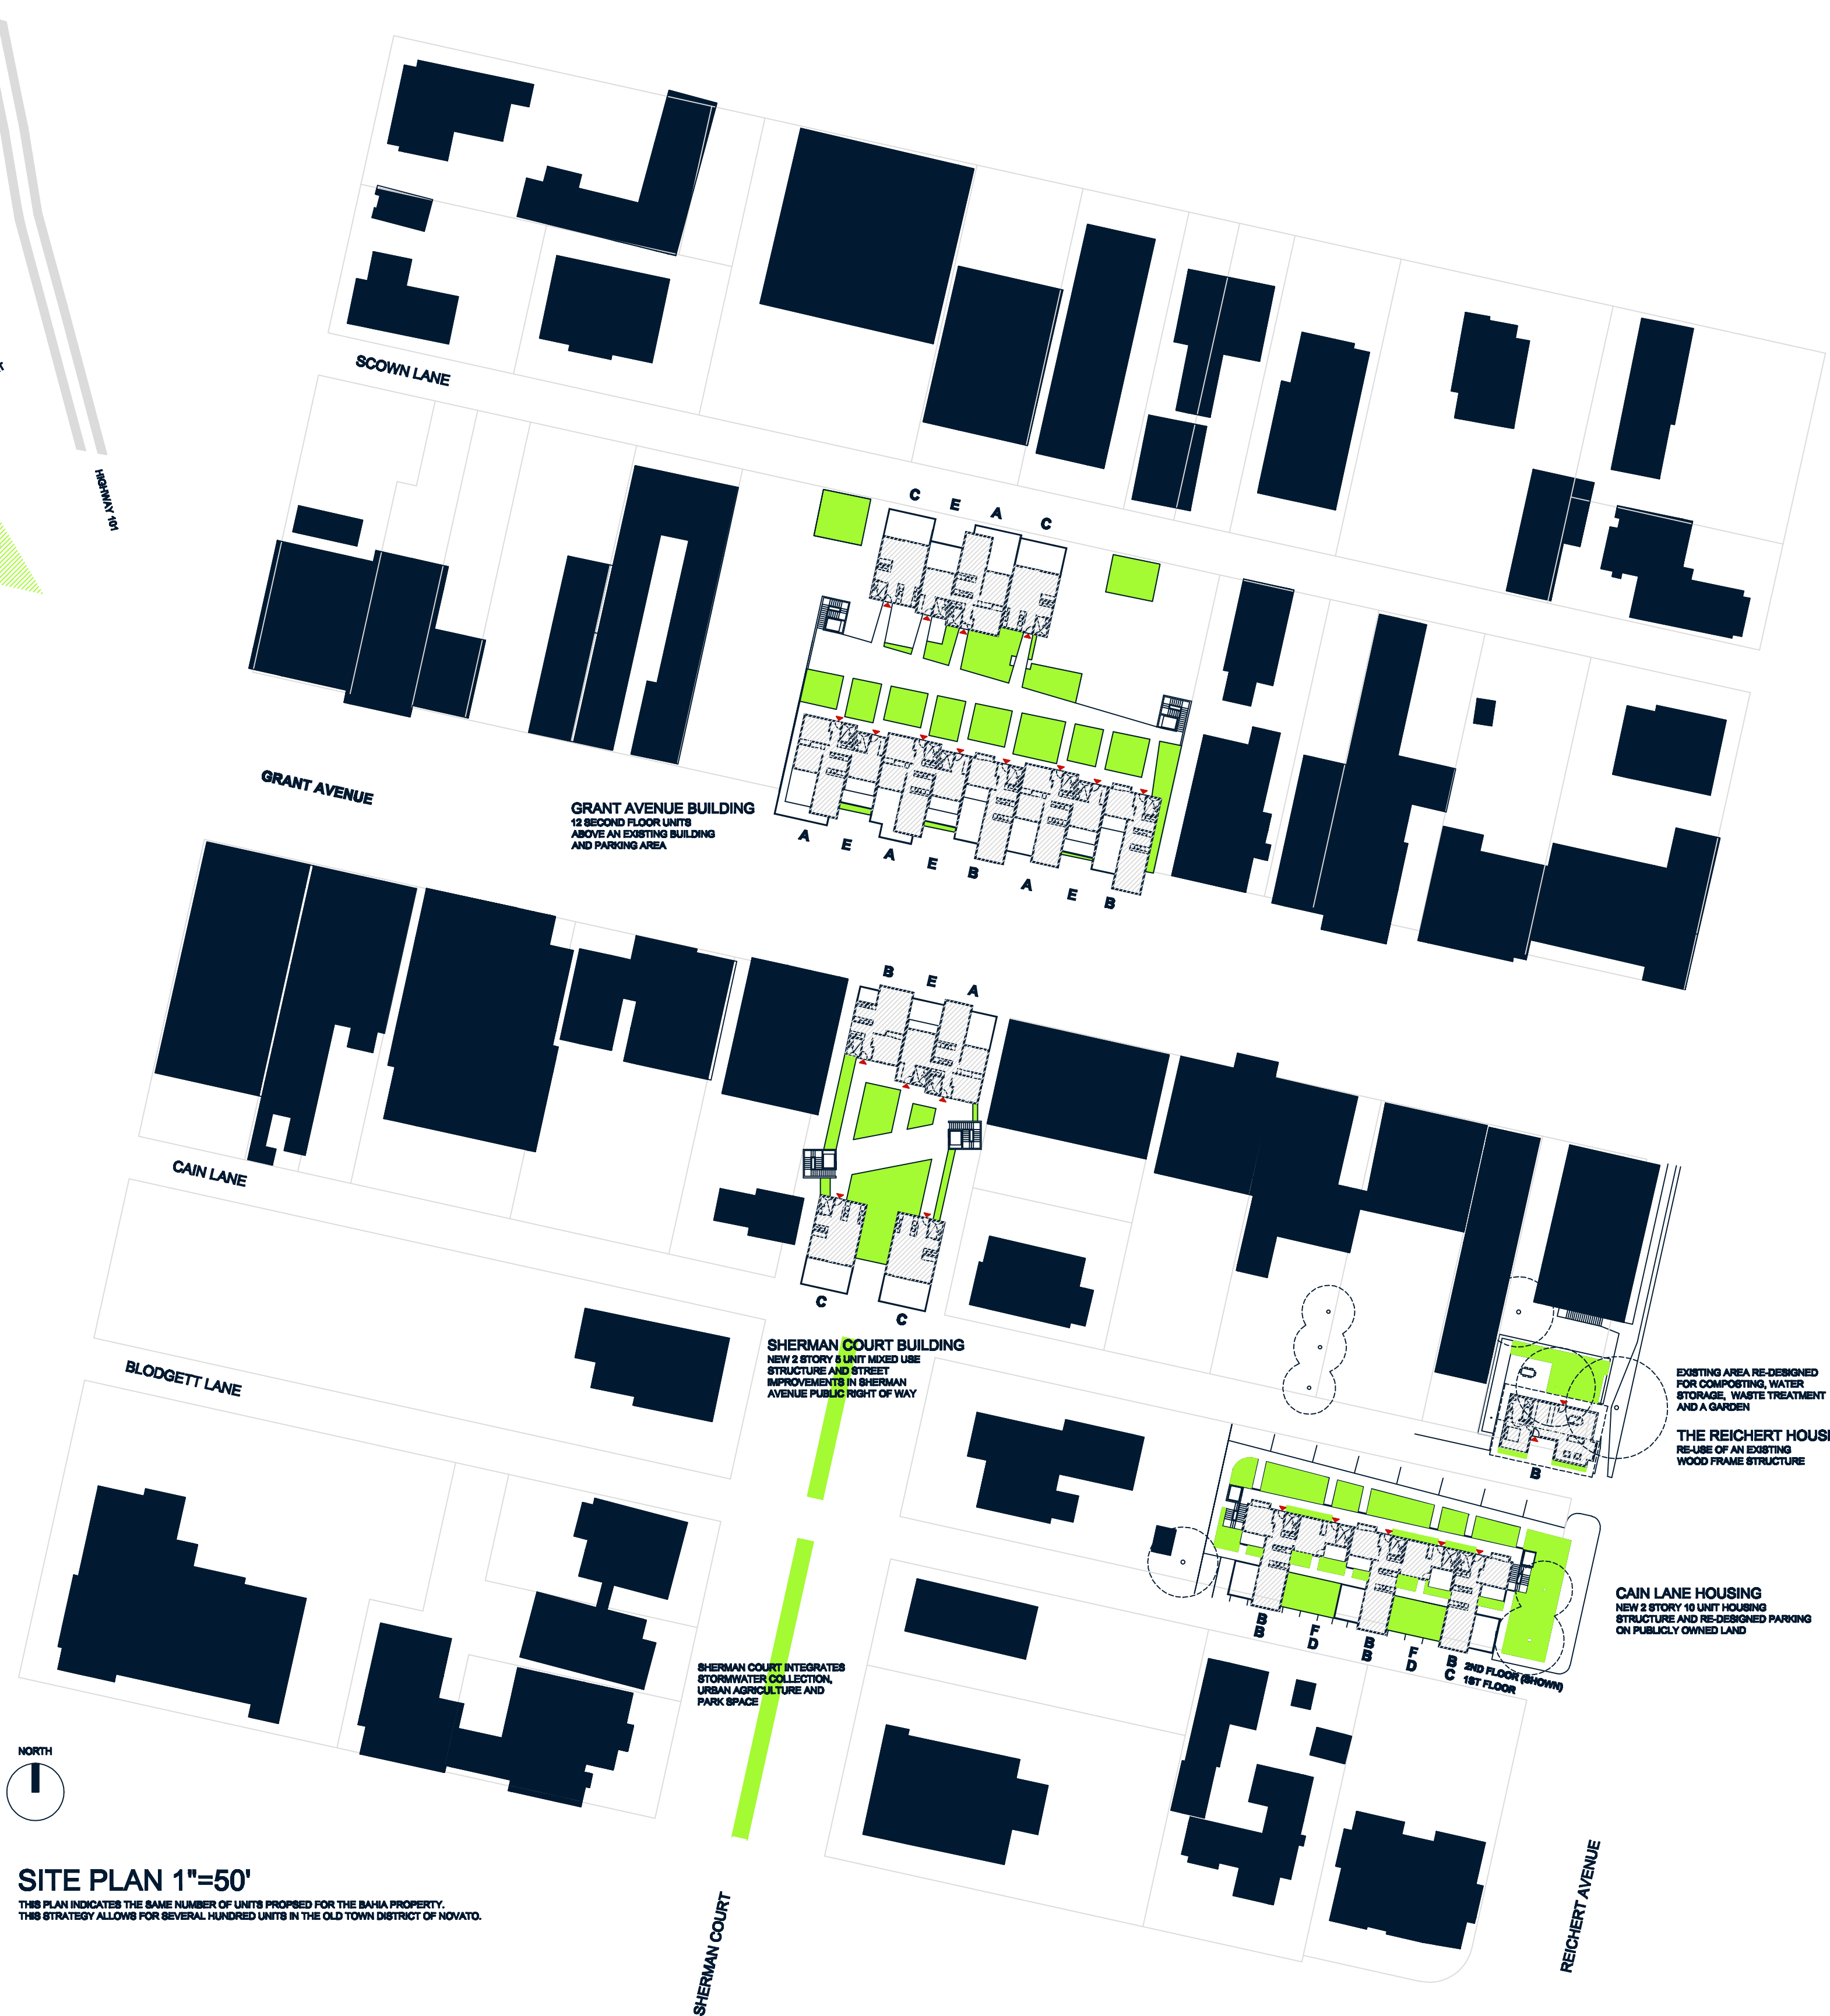 SCOWN LANE
HIGHWAY 101
C E A C
GRANT AVENUE
GRANT AVENUE BUILDING
12 SECOND FLOOR UNITS
ABOVE AN EXISTING BUILDING
AND PARKING AREA
A E A E B A E B
B E A
CAIN LANE
C C
SHERMAN COURT BUILDING
NEW 2 STORY 5 UNIT MIXED USE
STRUCTURE AND STREET
IMPROVEMENTS IN SHERMAN
AVENUE PUBLIC RIGHT OF WAY
BLODGETT LANE
EXISTING AREA RE-DESIGNED
FOR COMPOSTING, WATER
STORAGE, WASTE TREATMENT
AND A GARDEN
THE REICHERT HOUS
RE-USE OF AN EXISTING
WOOD FRAME STRUCTURE
B
CAIN LANE HOUSING
NEW 2 STORY 10 UNIT HOUSING
STRUCTURE AND RE-DESIGNED PARKING
ON PUBLICLY OWNED LAND
B F B F B 2ND FLOOR (SHOWN)
B D B D C 1ST FLOOR
SHERMAN COURT INTEGRATES
STORMWATER COLLECTION,
URBAN AGRICULTURE AND
PARK SPACE
NORTH
SITE PLAN 1"=50'
THIS PLAN INDICATES THE SAME NUMBER OF UNITS PROPSED FOR THE BAHIA PROPERTY.
THIS STRATEGY ALLOWS FOR SEVERAL HUNDRED UNITS IN THE OLD TOWN DISTRICT OF NOVATO.
SHERMAN COURT
REICHERT AVENUE